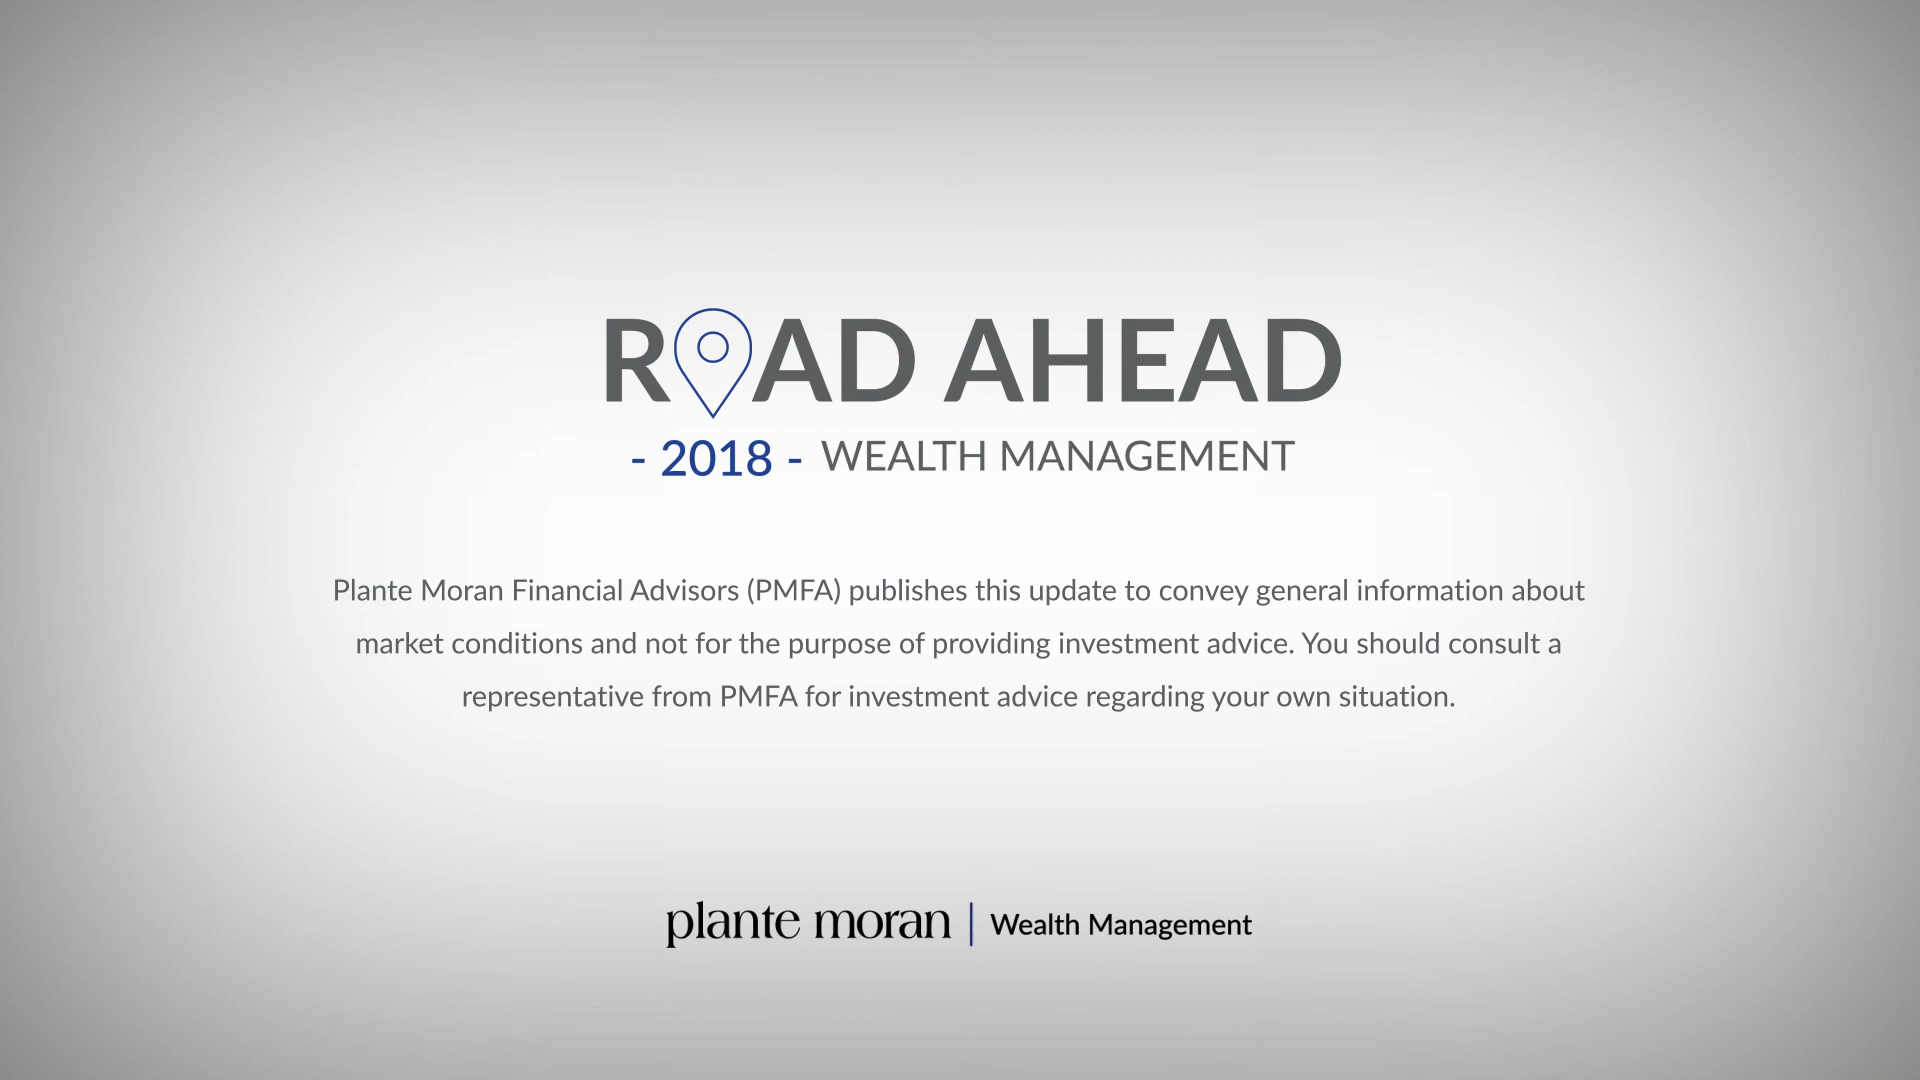 ROAD AHEAD
- 2018 - WEALTH MANAGEMENT
Plante Moran Financial Advisors (PMFA) publishes this update to convey general information about
market conditions and not for the purpose of providing investment advice. You should consult a
representative from PMFA for investment advice regarding your own situation.
plante moran | Wealth Management